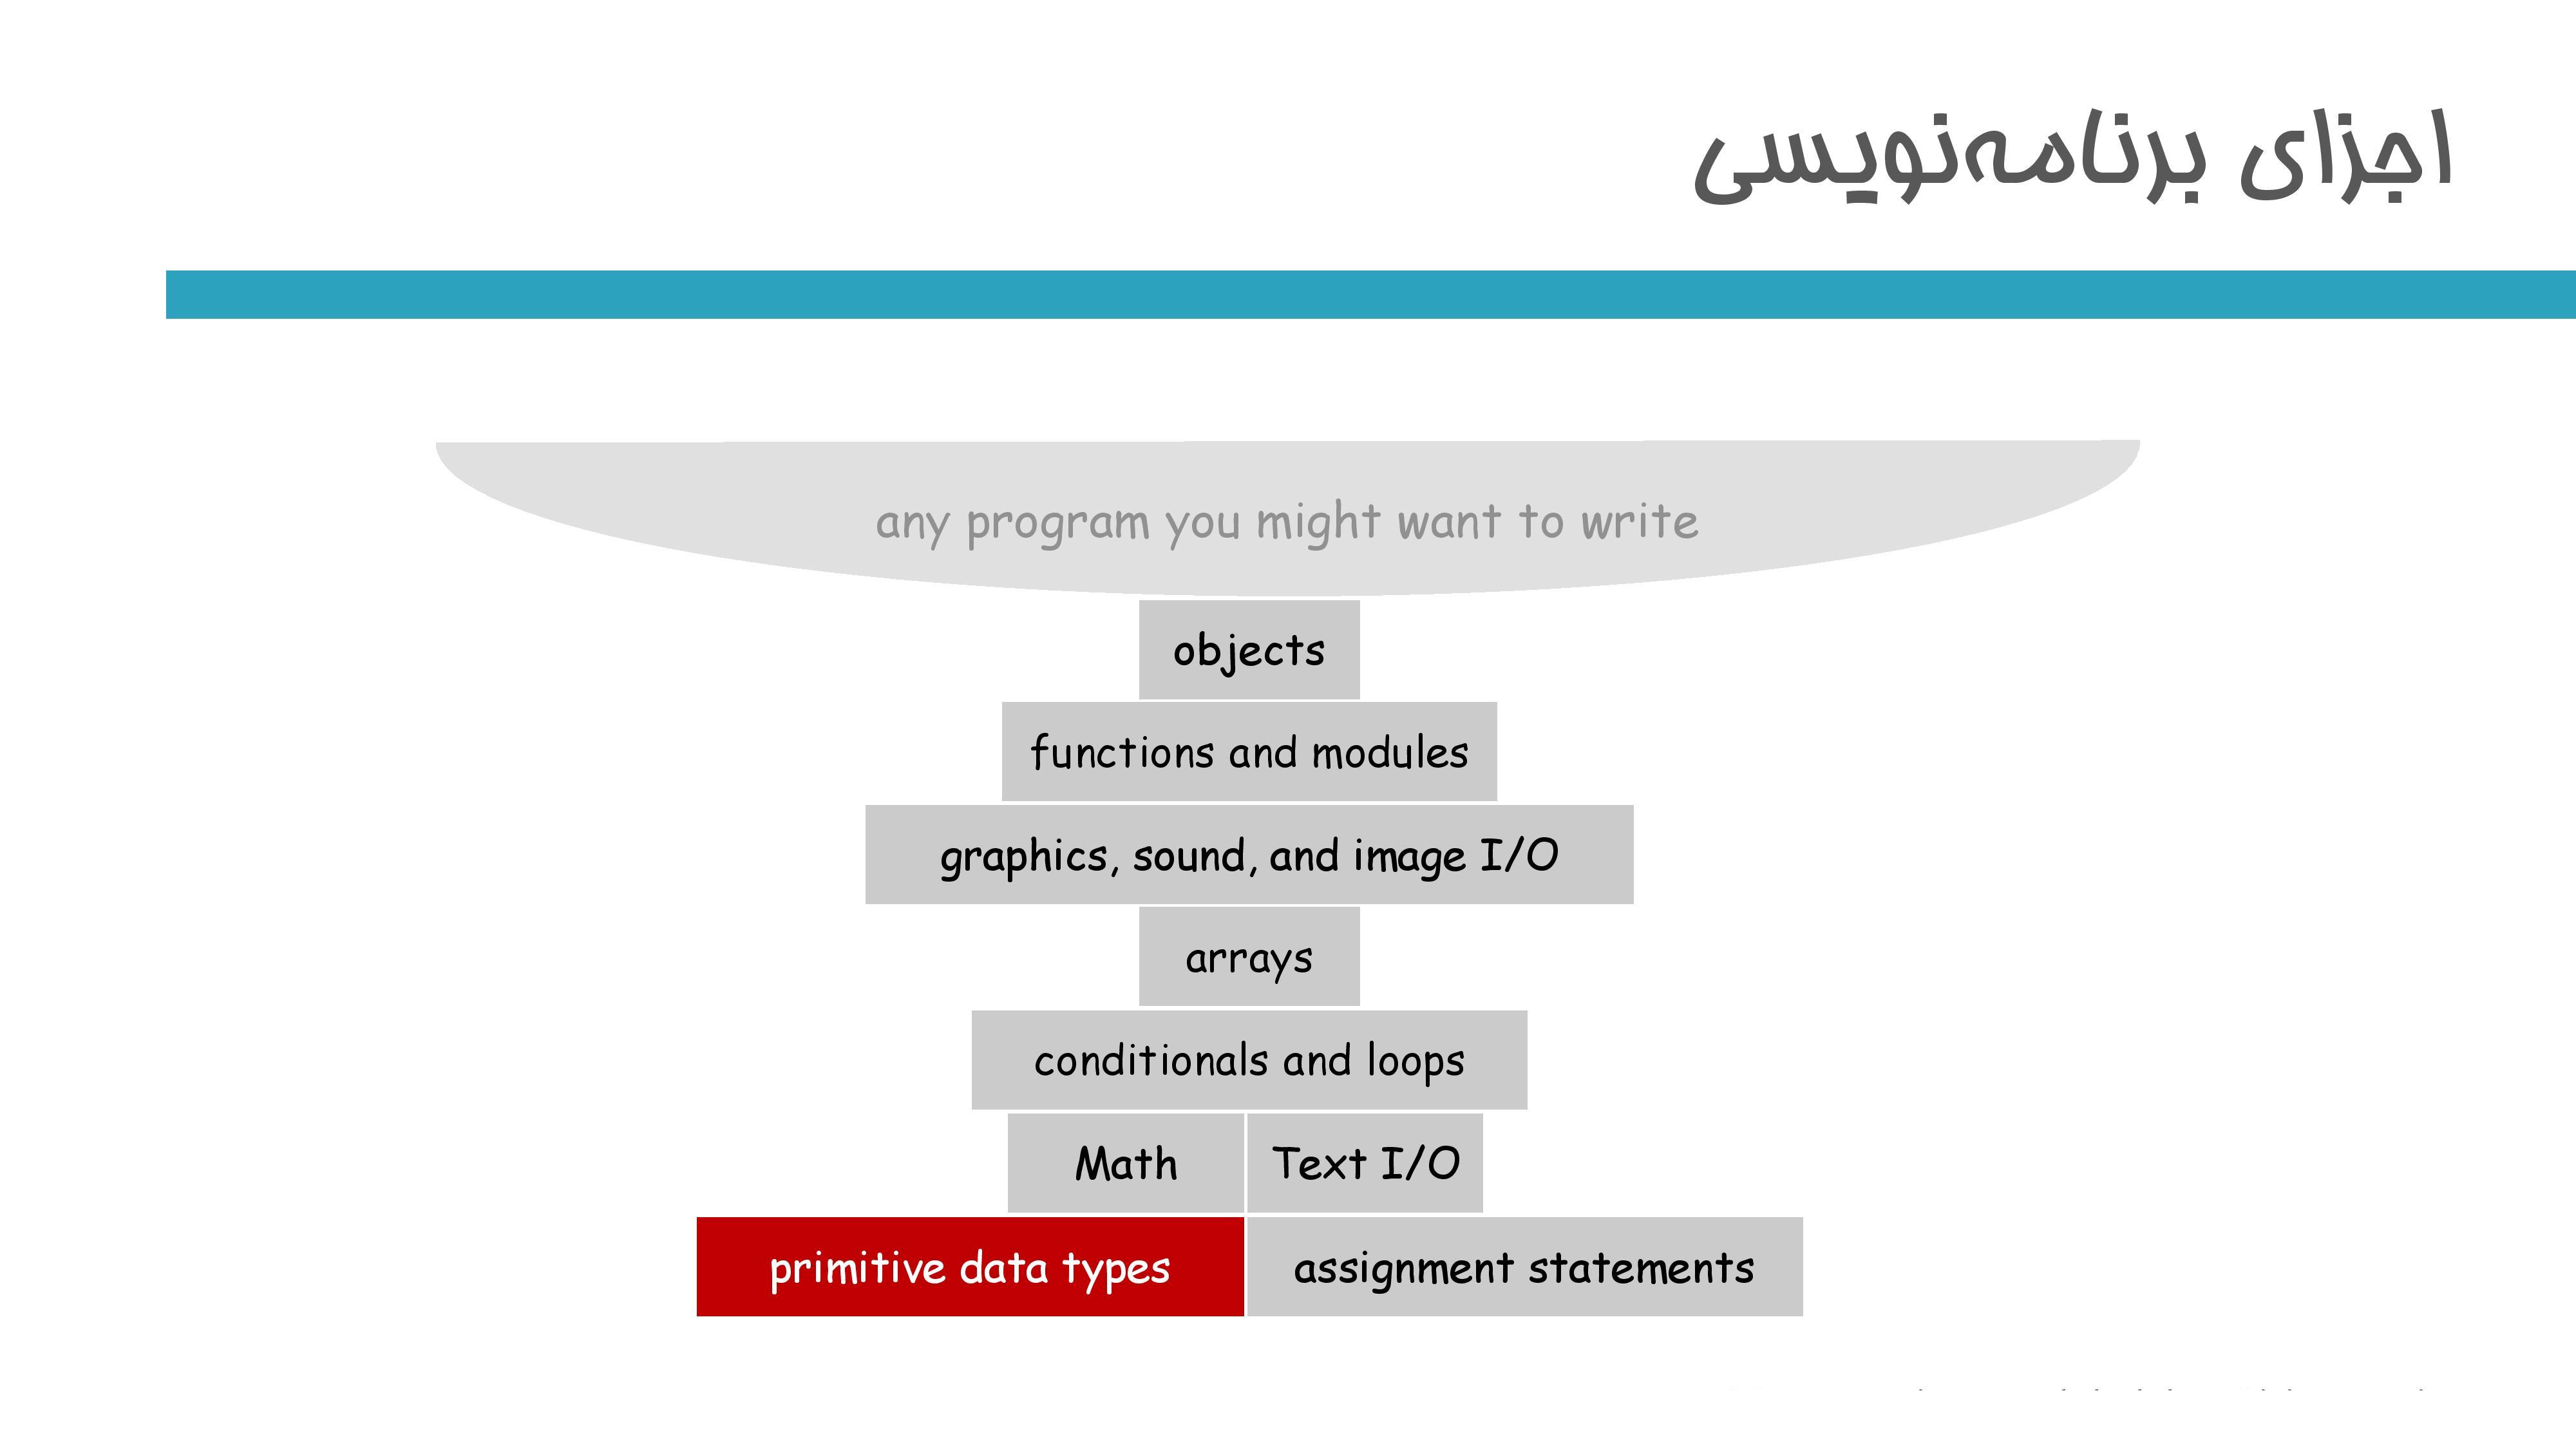 اجزای برنامه‌نویسی
any program you might want to write
objects
functions and modules
graphics, sound, and image I/O
arrays
conditionals and loops
Math Text I/O
primitive data types assignment statements